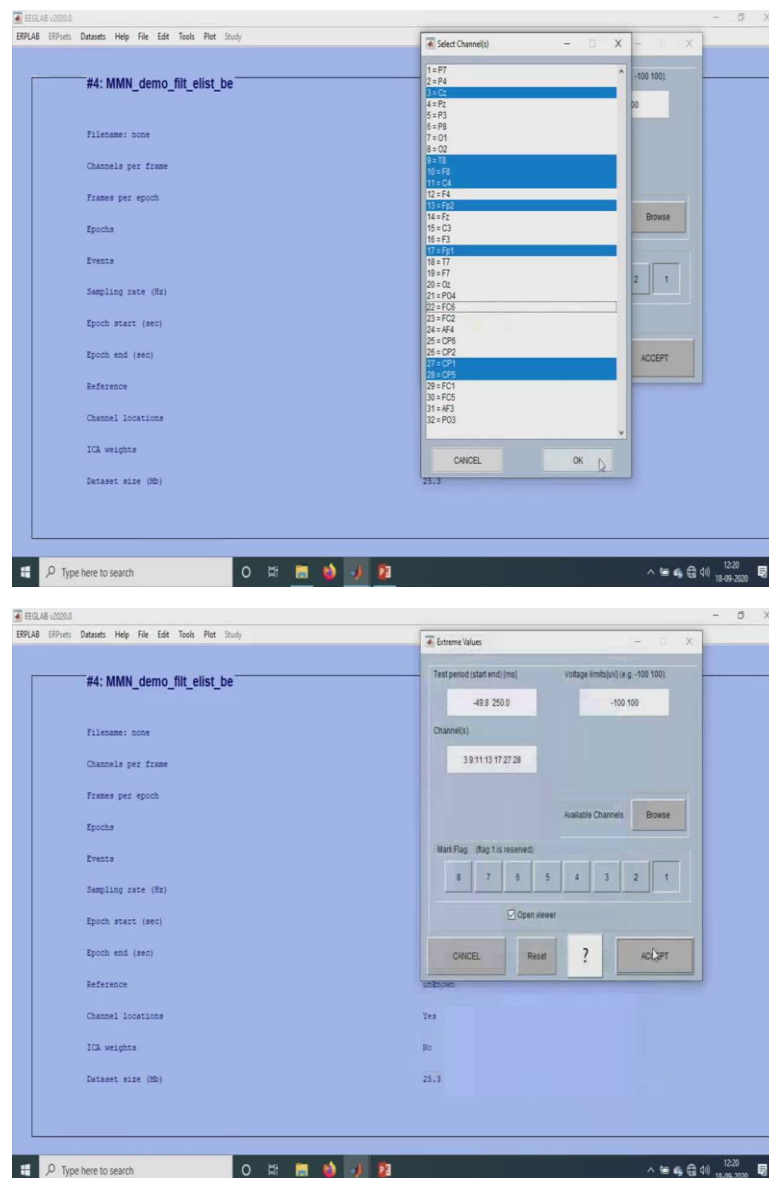 EEGLAB v2020.0
ERPLAB ERPsets Datasets Help File Edit Tools Plot Study
#4: MMN_demo_filt_elist_be
Filename: none
Channels per frame
Frames per epoch
Epochs
Events
Sampling rate (Hz)
Epoch start (sec)
Epoch end (sec)
Reference
Channel locations
ICA weights
Dataset size (Mb)
25.3
Select Channel(s)
1 = P7
2 = P4
3 = Cz
4 = Pz
5 = P3
6 = P8
7 = O1
8 = O2
9 = T8
10 = F8
11 = C4
12 = F4
13 = Fp2
14 = Fz
15 = C3
16 = F3
17 = Fp1
18 = T7
19 = F7
20 = Oz
21 = PO4
22 = FC6
23 = FC2
24 = AF4
25 = CP6
26 = CP2
27 = CP1
28 = CP5
29 = FC1
30 = FC5
31 = AF3
32 = PO3
CANCEL OK
-100 100):
00
Browse
2 1
ACCEPT
Type here to search
12:20
18-09-2020
EEGLAB v2020.0
ERPLAB ERPsets Datasets Help File Edit Tools Plot Study
#4: MMN_demo_filt_elist_be
Filename: none
Channels per frame
Frames per epoch
Epochs
Events
Sampling rate (Hz)
Epoch start (sec)
Epoch end (sec)
Reference unknown
Channel locations Yes
ICA weights No
Dataset size (Mb) 25.3
Extreme Values
Test period (start end) [ms] Voltage limits[uV] (e.g. -100 100):
-49.8 250.0 -100 100
Channel(s)
3 9:11 13 17 27 28
Available Channels Browse
Mark Flag (flag 1 is reserved)
8 7 6 5 4 3 2 1
Open viewer
CANCEL Reset ? ACCEPT
Type here to search
12:20
18-09-2020